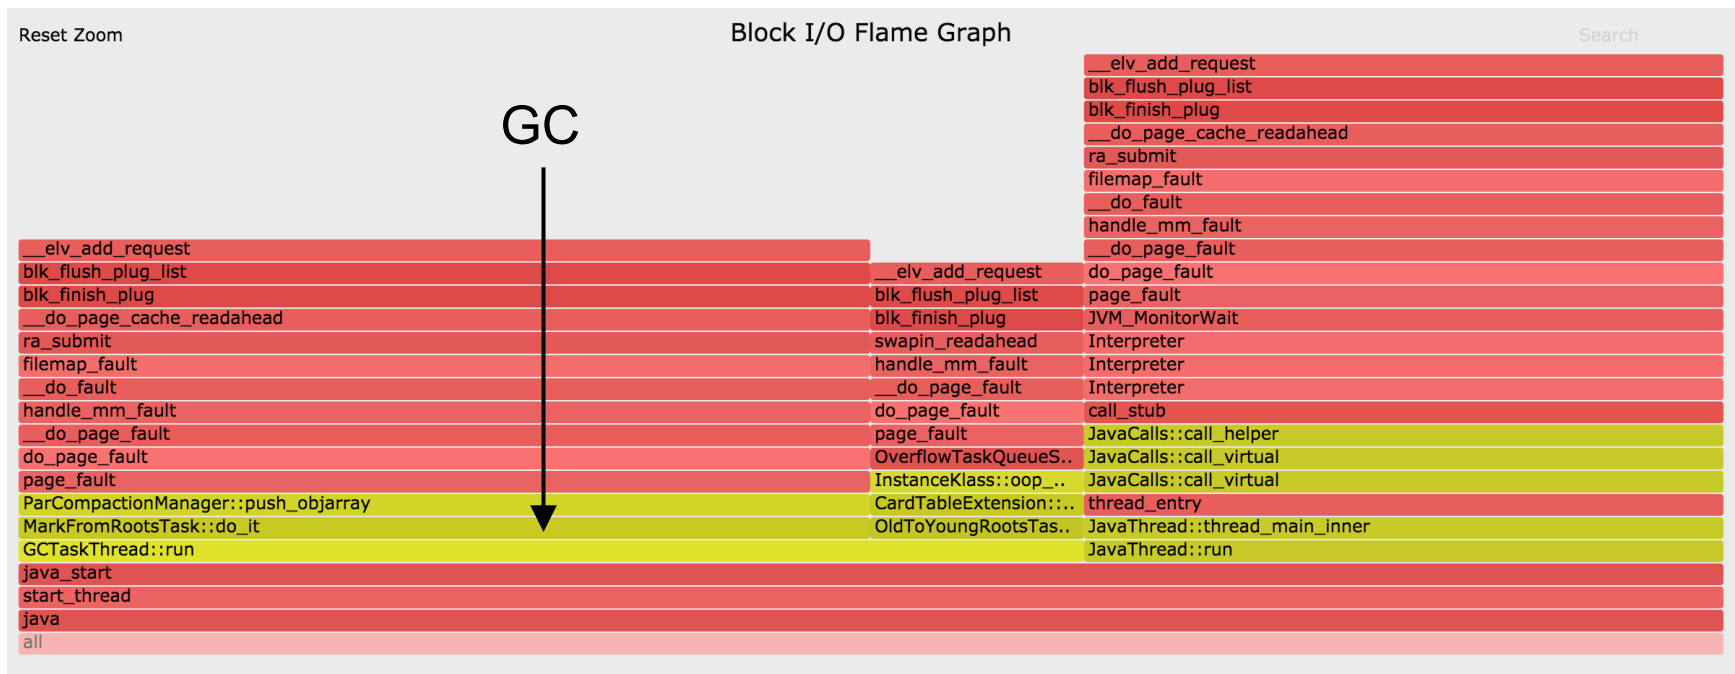 Reset Zoom
Block I/O Flame Graph
Search
GC
__elv_add_request
blk_flush_plug_list
blk_finish_plug
__do_page_cache_readahead
ra_submit
filemap_fault
__do_fault
handle_mm_fault
__do_page_fault
do_page_fault
page_fault
ParCompactionManager::push_objarray
MarkFromRootsTask::do_it
GCTaskThread::run
__elv_add_request
blk_flush_plug_list
blk_finish_plug
swapin_readahead
handle_mm_fault
__do_page_fault
do_page_fault
page_fault
OverflowTaskQueueS..
InstanceKlass::oop_..
CardTableExtension::..
OldToYoungRootsTas..
__elv_add_request
blk_flush_plug_list
blk_finish_plug
__do_page_cache_readahead
ra_submit
filemap_fault
__do_fault
handle_mm_fault
__do_page_fault
do_page_fault
page_fault
JVM_MonitorWait
Interpreter
Interpreter
Interpreter
call_stub
JavaCalls::call_helper
JavaCalls::call_virtual
JavaCalls::call_virtual
thread_entry
JavaThread::thread_main_inner
JavaThread::run
java_start
start_thread
java
all